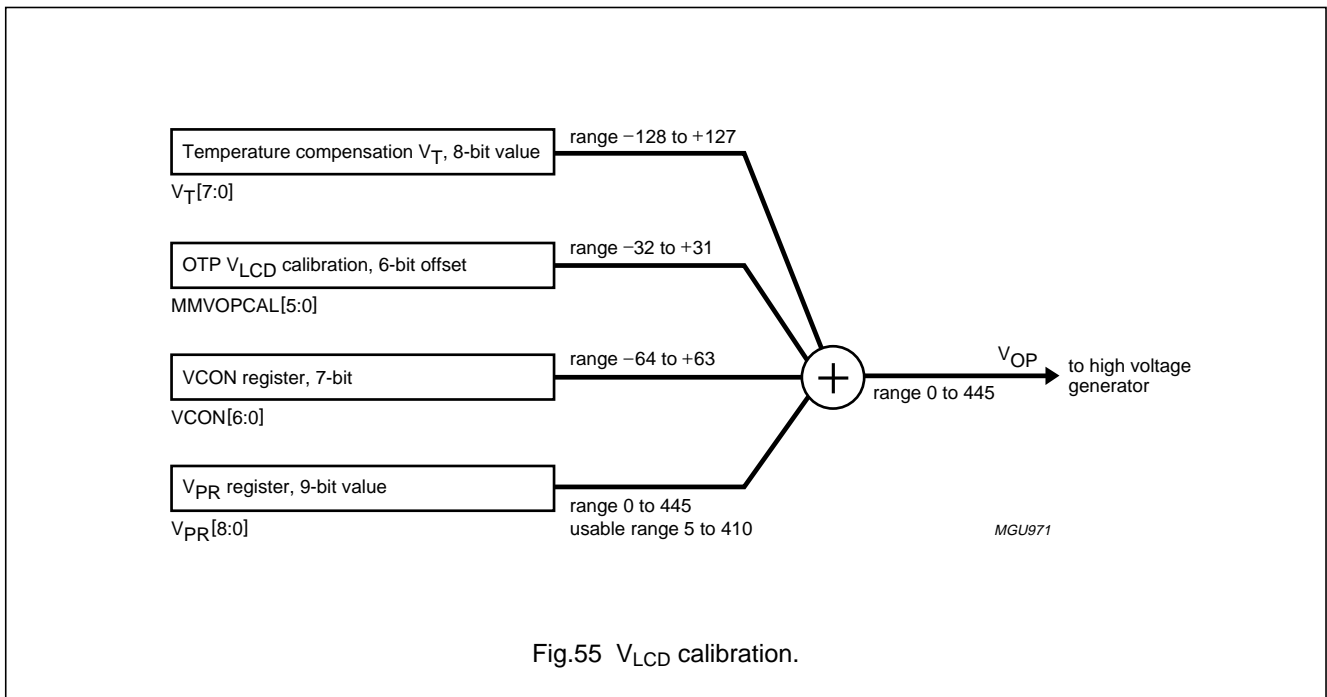 Temperature compensation VT, 8-bit value
range −128 to +127
VT[7:0]
OTP VLCD calibration, 6-bit offset
range −32 to +31
MMVOPCAL[5:0]
VCON register, 7-bit
range −64 to +63
VCON[6:0]
VPR register, 9-bit value
range 0 to 445
usable range 5 to 410
VPR[8:0]
+
VOP
range 0 to 445
to high voltage
generator
MGU971
Fig.55 VLCD calibration.